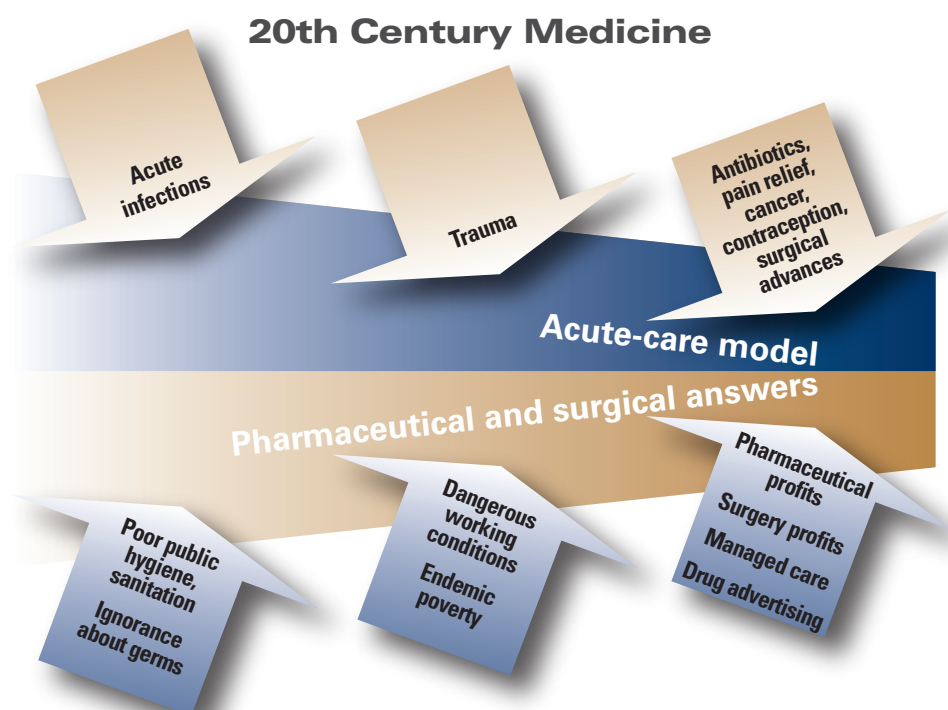 20th Century Medicine
Acute
infections
Trauma
Antibiotics,
pain relief,
cancer,
contraception,
surgical
advances
Acute-care model
Pharmaceutical and surgical answers
Poor public
hygiene,
sanitation
Ignorance
about germs
Dangerous
working
conditions
Endemic
poverty
Pharmaceutical
profits
Surgery profits
Managed care
Drug advertising